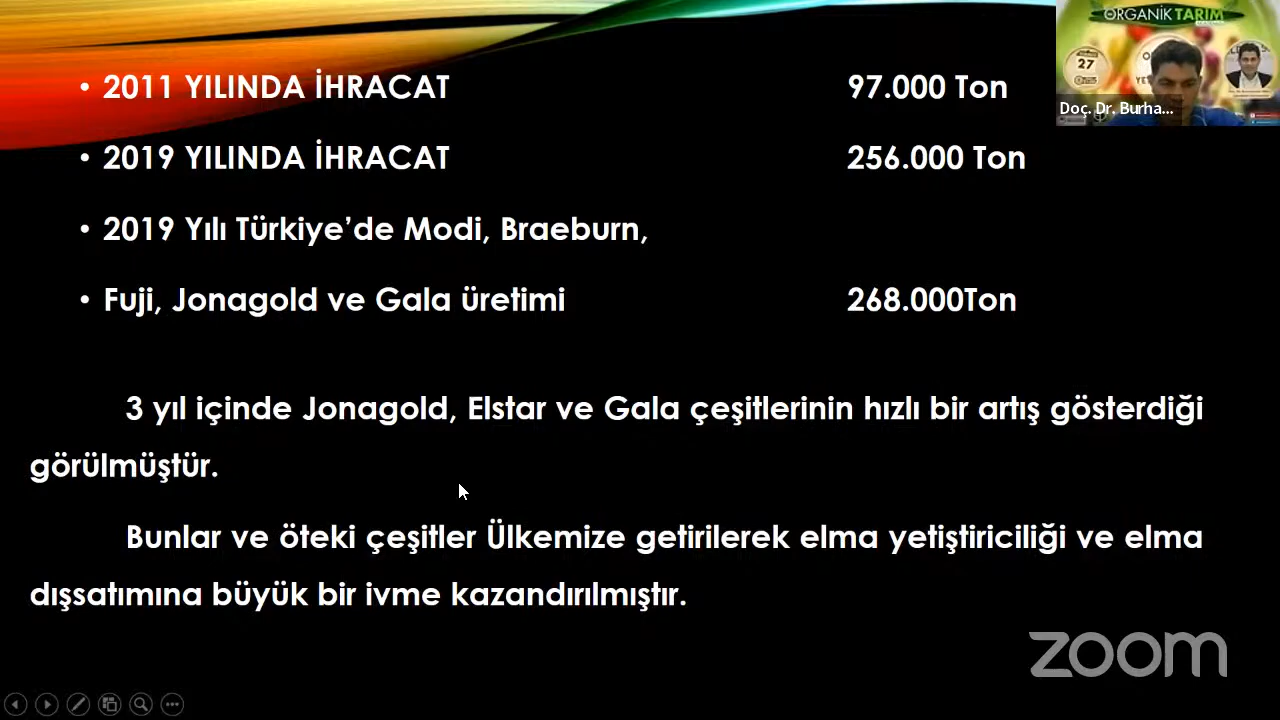 • 2011 YILINDA İHRACAT 97.000 Ton
• 2019 YILINDA İHRACAT 256.000 Ton
• 2019 Yılı Türkiye’de Modi, Braeburn,
• Fuji, Jonagold ve Gala üretimi 268.000Ton
3 yıl içinde Jonagold, Elstar ve Gala çeşitlerinin hızlı bir artış gösterdiği
görülmüştür.
Bunlar ve öteki çeşitler Ülkemize getirilerek elma yetiştiriciliği ve elma
dışsatımına büyük bir ivme kazandırılmıştır.
ORGANİK TARIM
27
Doç. Dr. Burha...
zoom